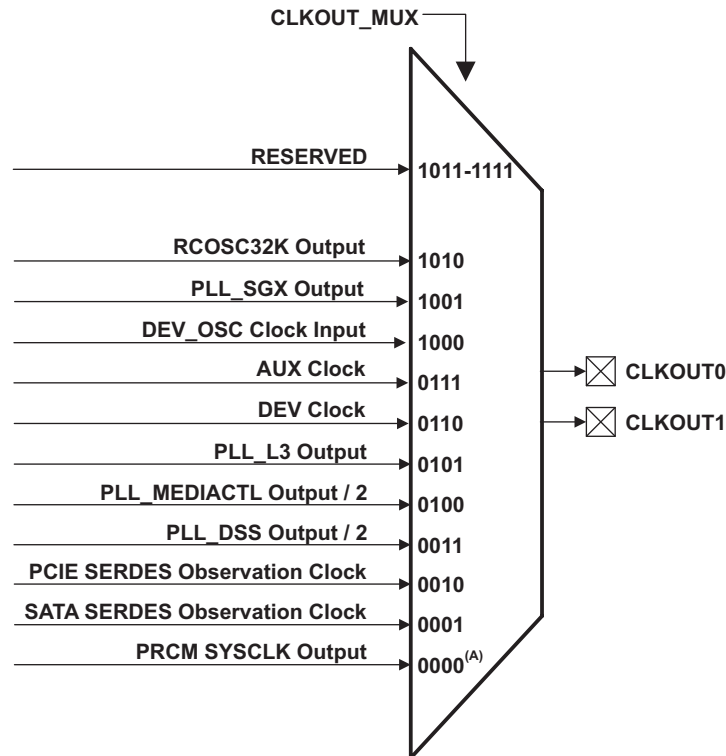 CLKOUT_MUX
RESERVED 1011-1111
RCOSC32K Output 1010
PLL_SGX Output 1001
DEV_OSC Clock Input 1000
AUX Clock 0111
DEV Clock 0110
PLL_L3 Output 0101
PLL_MEDIACTL Output / 2 0100
PLL_DSS Output / 2 0011
PCIE SERDES Observation Clock 0010
SATA SERDES Observation Clock 0001
PRCM SYSCLK Output 0000(A)
CLKOUT0
CLKOUT1